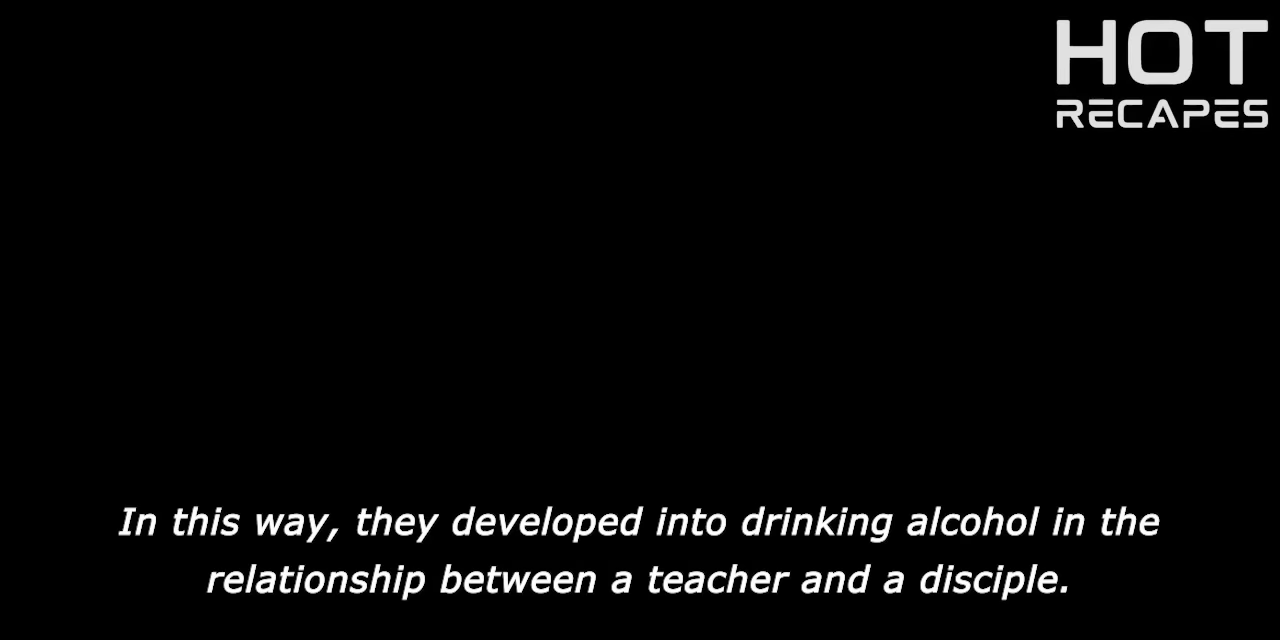 HOT
RECAPES
In this way, they developed into drinking alcohol in the
relationship between a teacher and a disciple.